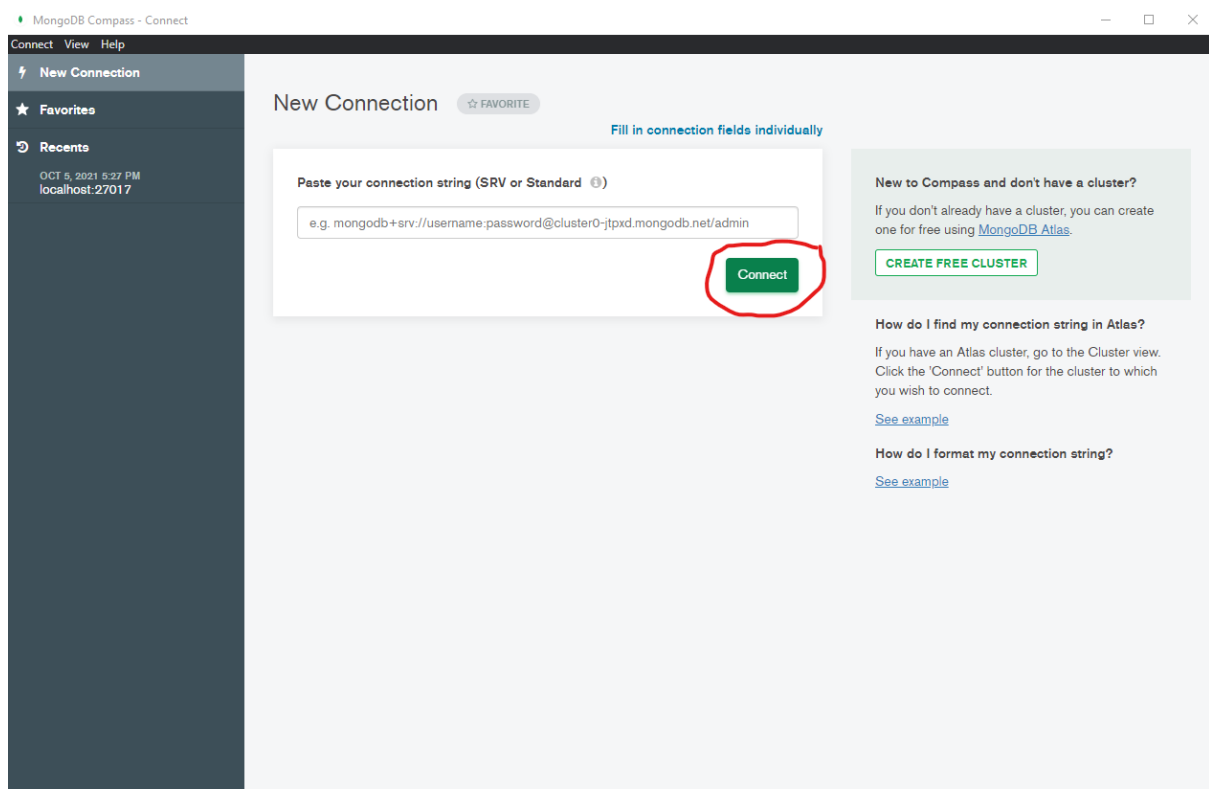 MongoDB Compass - Connect
Connect View Help
New Connection
Favorites
Recents
OCT 5, 2021 5:27 PM
localhost:27017
New Connection
FAVORITE
Fill in connection fields individually
Paste your connection string (SRV or Standard )
e.g. mongodb+srv://username:password@cluster0-jtpxd.mongodb.net/admin
Connect
New to Compass and don't have a cluster?
If you don't already have a cluster, you can create
one for free using MongoDB Atlas.
CREATE FREE CLUSTER
How do I find my connection string in Atlas?
If you have an Atlas cluster, go to the Cluster view.
Click the 'Connect' button for the cluster to which
you wish to connect.
See example
How do I format my connection string?
See example